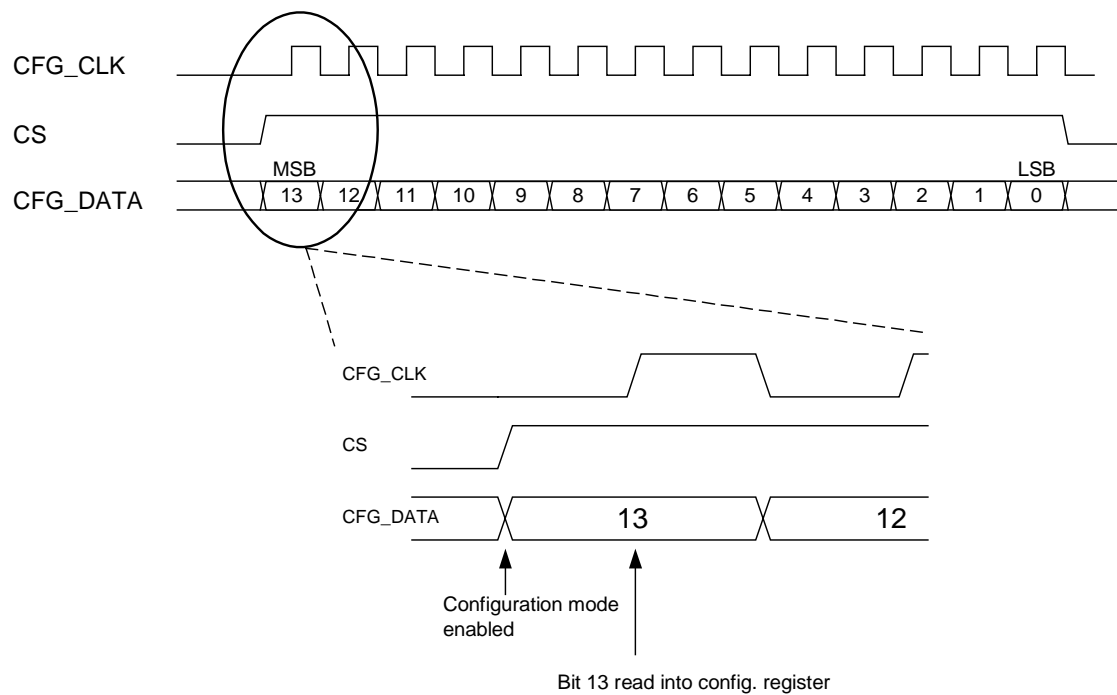 CFG_CLK
CS
MSB LSB
CFG_DATA 13 12 11 10 9 8 7 6 5 4 3 2 1 0
CFG_CLK
CS
CFG_DATA 13 12
Configuration mode
enabled
Bit 13 read into config. register